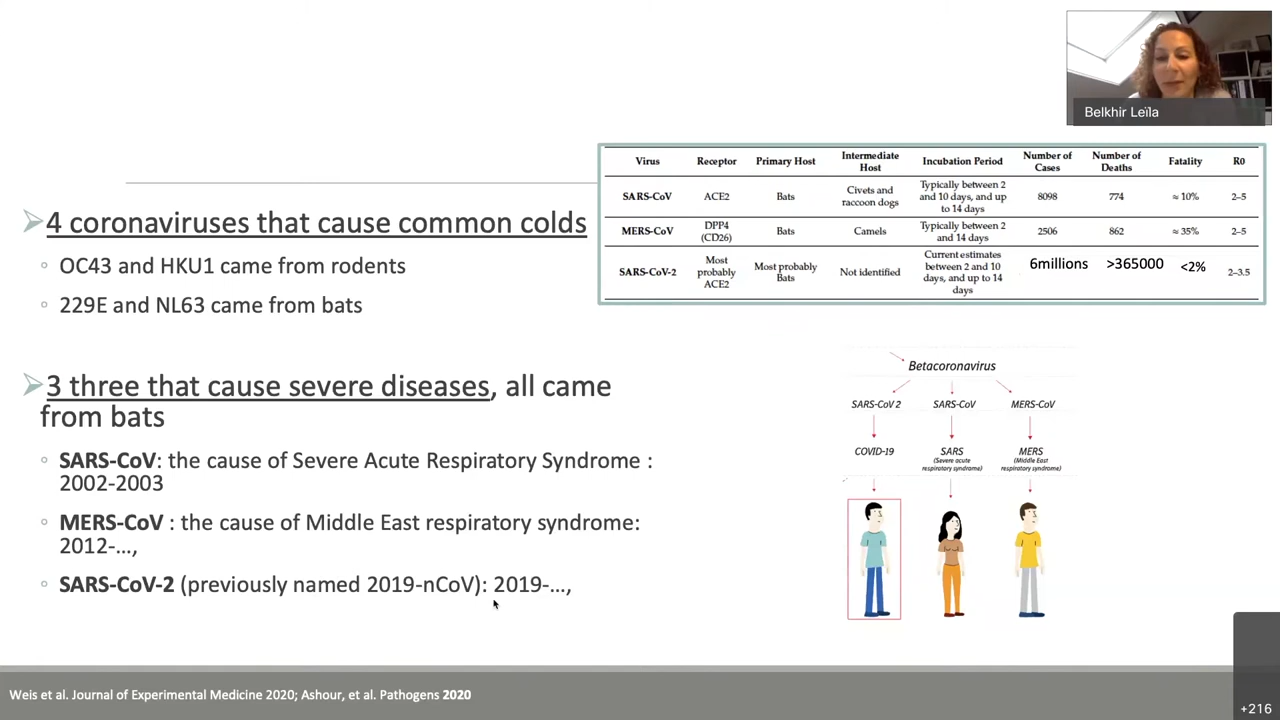 Belkhir Leïla
➢4 coronaviruses that cause common colds
◦ OC43 and HKU1 came from rodents
◦ 229E and NL63 came from bats
➢3 three that cause severe diseases, all came
from bats
◦ SARS-CoV: the cause of Severe Acute Respiratory Syndrome :
2002-2003
◦ MERS-CoV : the cause of Middle East respiratory syndrome:
2012-...,
◦ SARS-CoV-2 (previously named 2019-nCoV): 2019-...,
Virus Receptor Primary Host Intermediate Host Incubation Period Number of Cases Number of Deaths Fatality R0
SARS-CoV ACE2 Bats Civets and raccoon dogs Typically between 2 and 10 days, and up to 14 days 8098 774 ≈ 10% 2–5
MERS-CoV DPP4 (CD26) Bats Camels Typically between 2 and 14 days 2506 862 ≈ 35% 2–5
SARS-CoV-2 Most probably ACE2 Most probably Bats Not identified Current estimates between 2 and 10 days, and up to 14 days 6millions >365000 <2% 2–3.5
Betacoronavirus
SARS-CoV 2 SARS-CoV MERS-CoV
COVID-19 SARS MERS
(Severe acute respiratory syndrome) (Middle East respiratory syndrome)
Weis et al. Journal of Experimental Medicine 2020; Ashour, et al. Pathogens 2020
+216